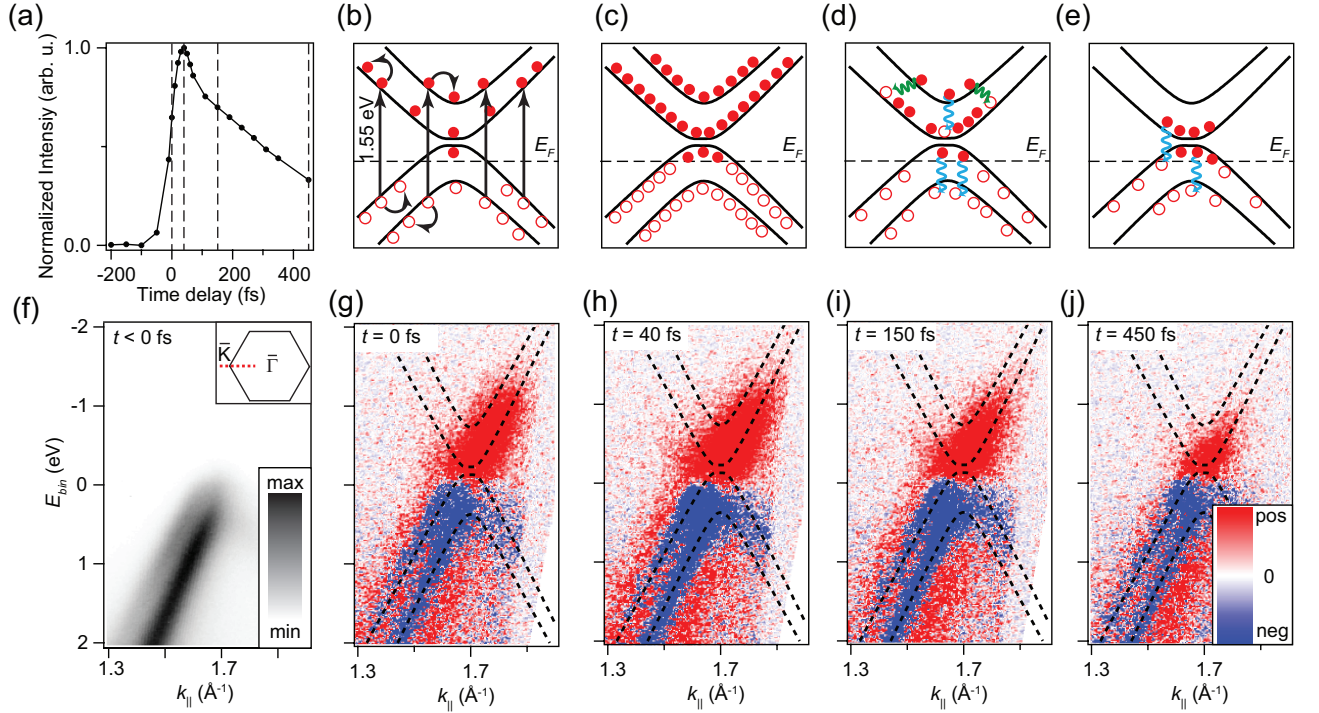 (a)
Normalized Intensiy (arb. u.)
1.0
0.0
-200
0
200
400
Time delay (fs)
(b)
1.55 eV
E_F
(c)
E_F
(d)
E_F
(e)
E_F
(f)
t < 0 fs
K̅
Γ̅
max
min
E_bin (eV)
-2
-1
0
1
2
1.3
1.7
k_|| (Å⁻¹)
(g)
t = 0 fs
1.3
1.7
k_|| (Å⁻¹)
(h)
t = 40 fs
1.3
1.7
k_|| (Å⁻¹)
(i)
t = 150 fs
1.3
1.7
k_|| (Å⁻¹)
(j)
t = 450 fs
pos
0
neg
1.3
1.7
k_|| (Å⁻¹)